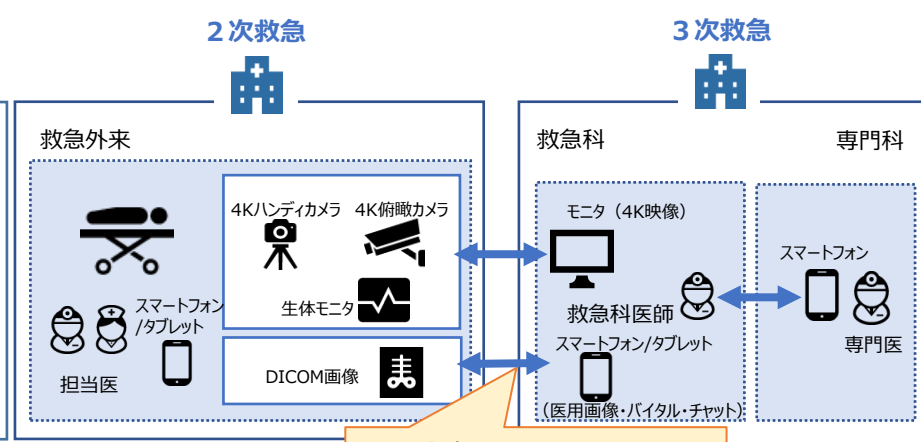 2次救急
3次救急
救急外来
救急科
専門科
4Kハンディカメラ
4K俯瞰カメラ
モニタ（4K映像）
スマートフォン
生体モニタ
スマートフォン
/タブレット
救急科医師
スマートフォン/タブレット
専門医
担当医
DICOM画像
（医用画像・バイタル・チャット）